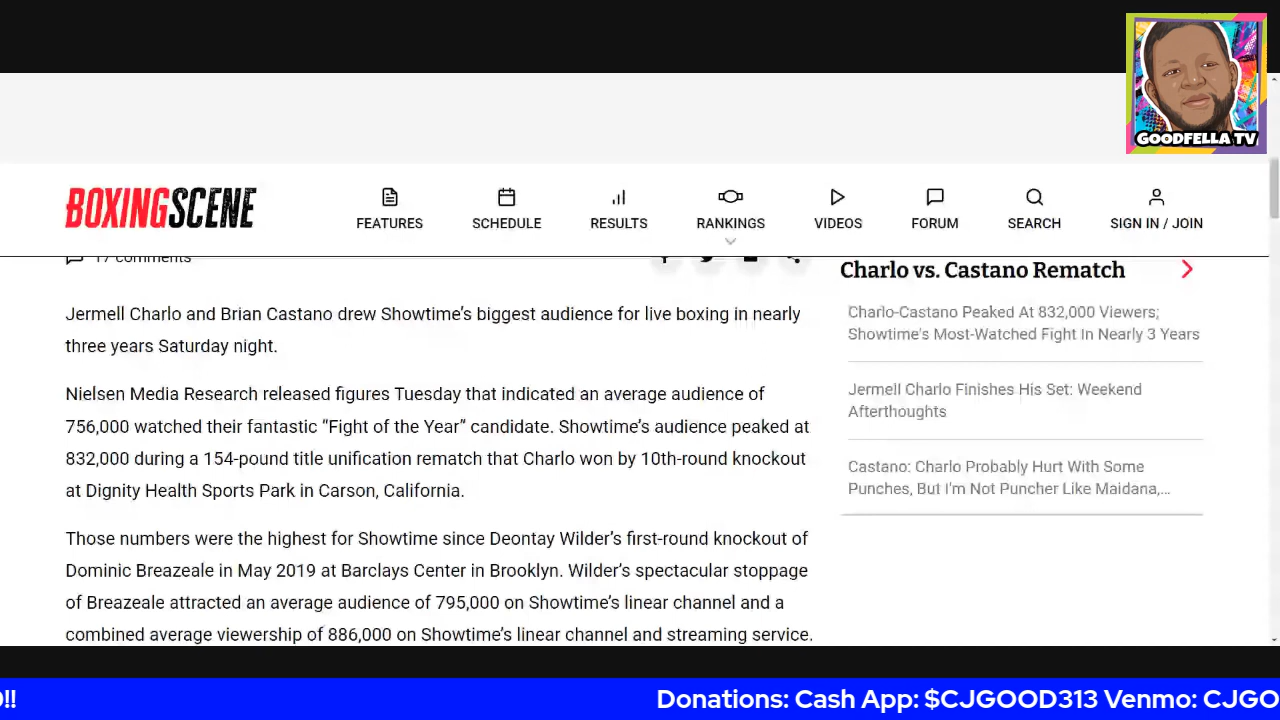 GOODFELLA TV
BOXINGSCENE
FEATURES
SCHEDULE
RESULTS
RANKINGS
VIDEOS
FORUM
SEARCH
SIGN IN / JOIN
17 comments
Jermell Charlo and Brian Castano drew Showtime’s biggest audience for live boxing in nearly
three years Saturday night.
Nielsen Media Research released figures Tuesday that indicated an average audience of
756,000 watched their fantastic “Fight of the Year” candidate. Showtime’s audience peaked at
832,000 during a 154-pound title unification rematch that Charlo won by 10th-round knockout
at Dignity Health Sports Park in Carson, California.
Those numbers were the highest for Showtime since Deontay Wilder’s first-round knockout of
Dominic Breazeale in May 2019 at Barclays Center in Brooklyn. Wilder’s spectacular stoppage
of Breazeale attracted an average audience of 795,000 on Showtime’s linear channel and a
combined average viewership of 886,000 on Showtime’s linear channel and streaming service.
Charlo vs. Castano Rematch
Charlo-Castano Peaked At 832,000 Viewers;
Showtime's Most-Watched Fight In Nearly 3 Years
Jermell Charlo Finishes His Set: Weekend
Afterthoughts
Castano: Charlo Probably Hurt With Some
Punches, But I'm Not Puncher Like Maidana,...
!! Donations: Cash App: $CJGOOD313 Venmo: CJGO